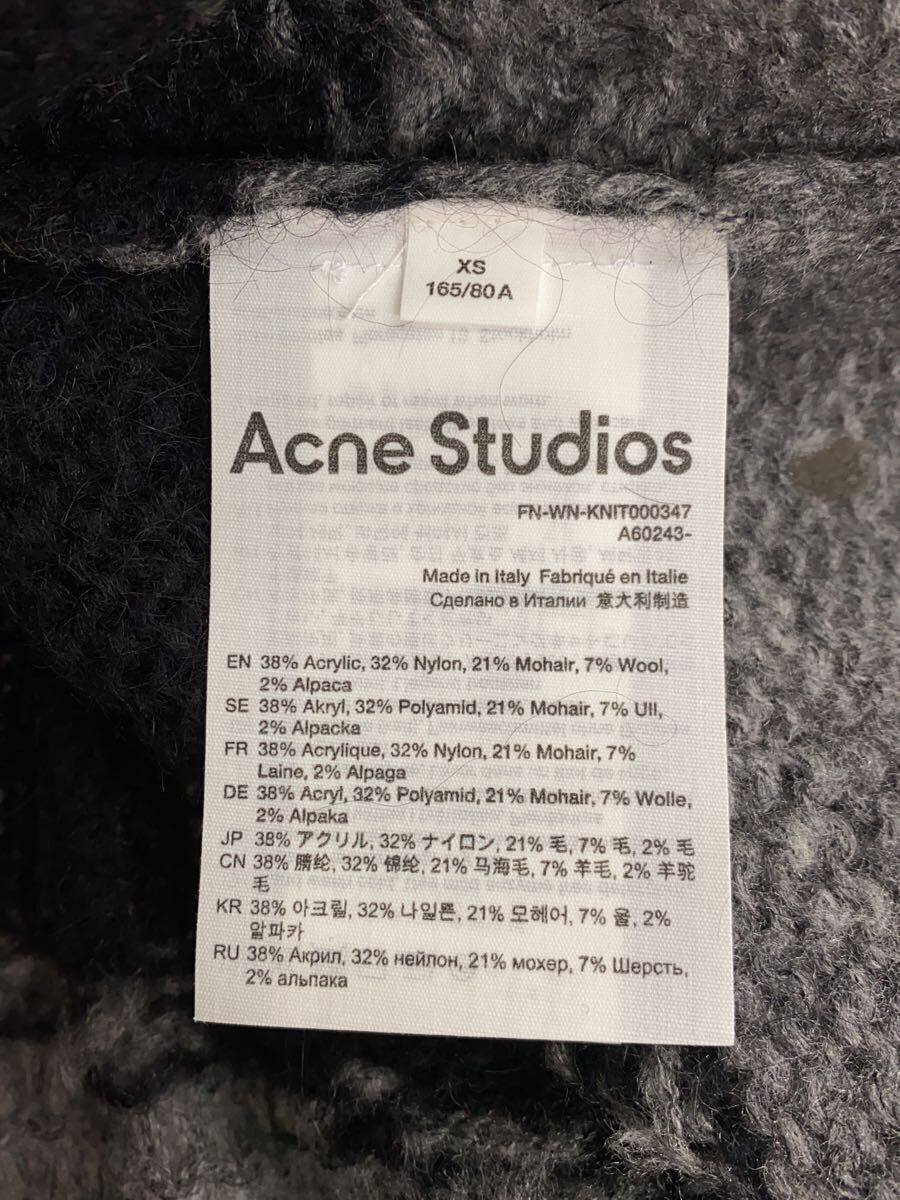 XS
165/80A
Acne Studios
FN-WN-KNIT000347
A60243-
Made in Italy Fabriqué en Italie
Сделано в Италии 意大利制造
EN 38% Acrylic, 32% Nylon, 21% Mohair, 7% Wool,
2% Alpaca
SE 38% Akryl, 32% Polyamid, 21% Mohair, 7% Ull,
2% Alpacka
FR 38% Acrylique, 32% Nylon, 21% Mohair, 7%
Laine, 2% Alpaga
DE 38% Acryl, 32% Polyamid, 21% Mohair, 7% Wolle,
2% Alpaka
JP 38% アクリル, 32% ナイロン, 21% 毛, 7% 毛, 2% 毛
CN 38% 腈纶, 32% 锦纶, 21% 马海毛, 7% 羊毛, 2% 羊驼
毛
KR 38% 아크릴, 32% 나일론, 21% 모헤어, 7% 울, 2%
알파카
RU 38% Акрил, 32% нейлон, 21% мохер, 7% Шерсть,
2% альпака